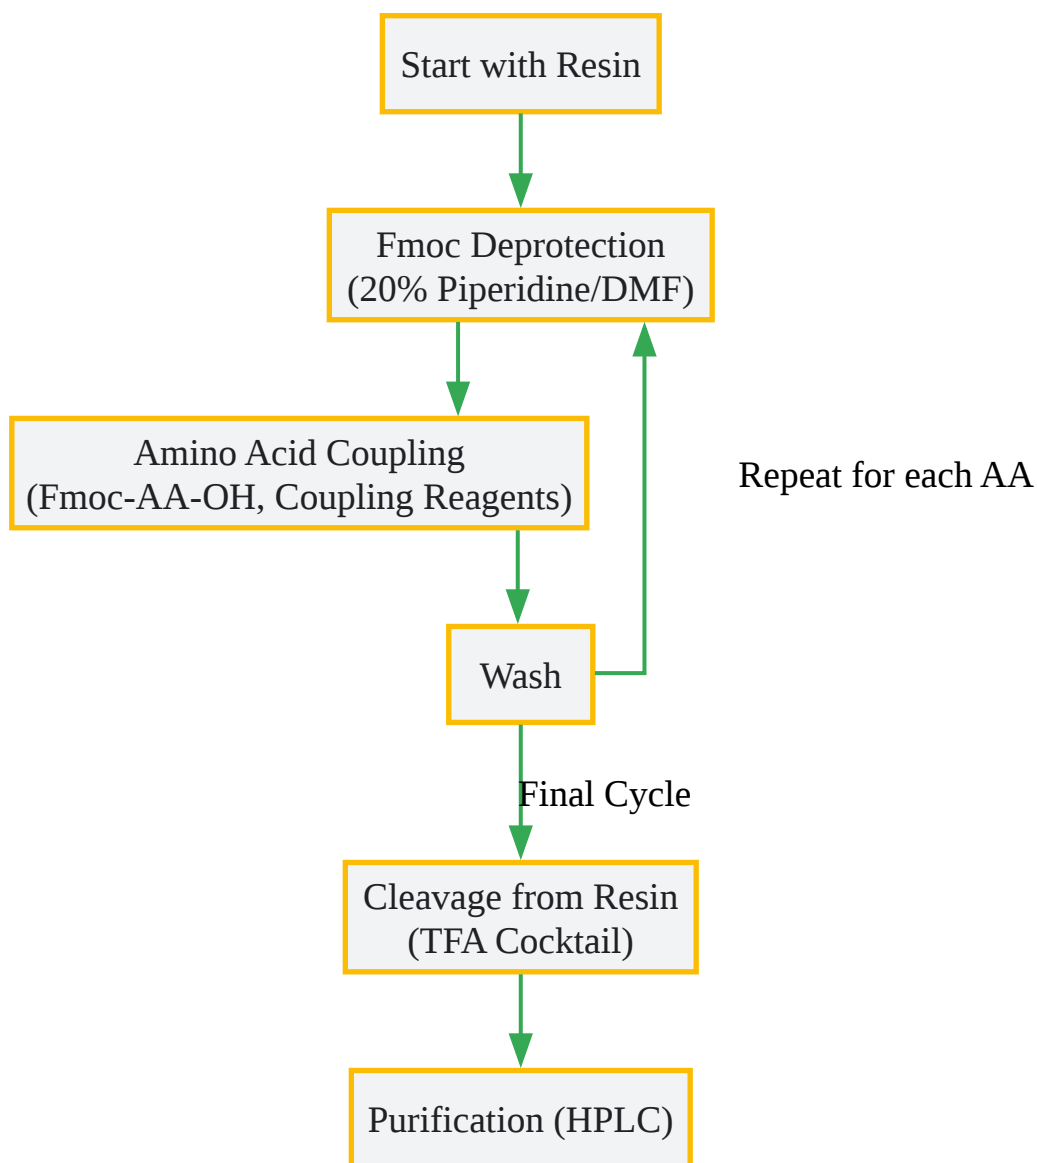 Start with Resin
Fmoc Deprotection
(20% Piperidine/DMF)
Amino Acid Coupling
(Fmoc-AA-OH, Coupling Reagents)
Repeat for each AA
Wash
Final Cycle
Cleavage from Resin
(TFA Cocktail)
Purification (HPLC)